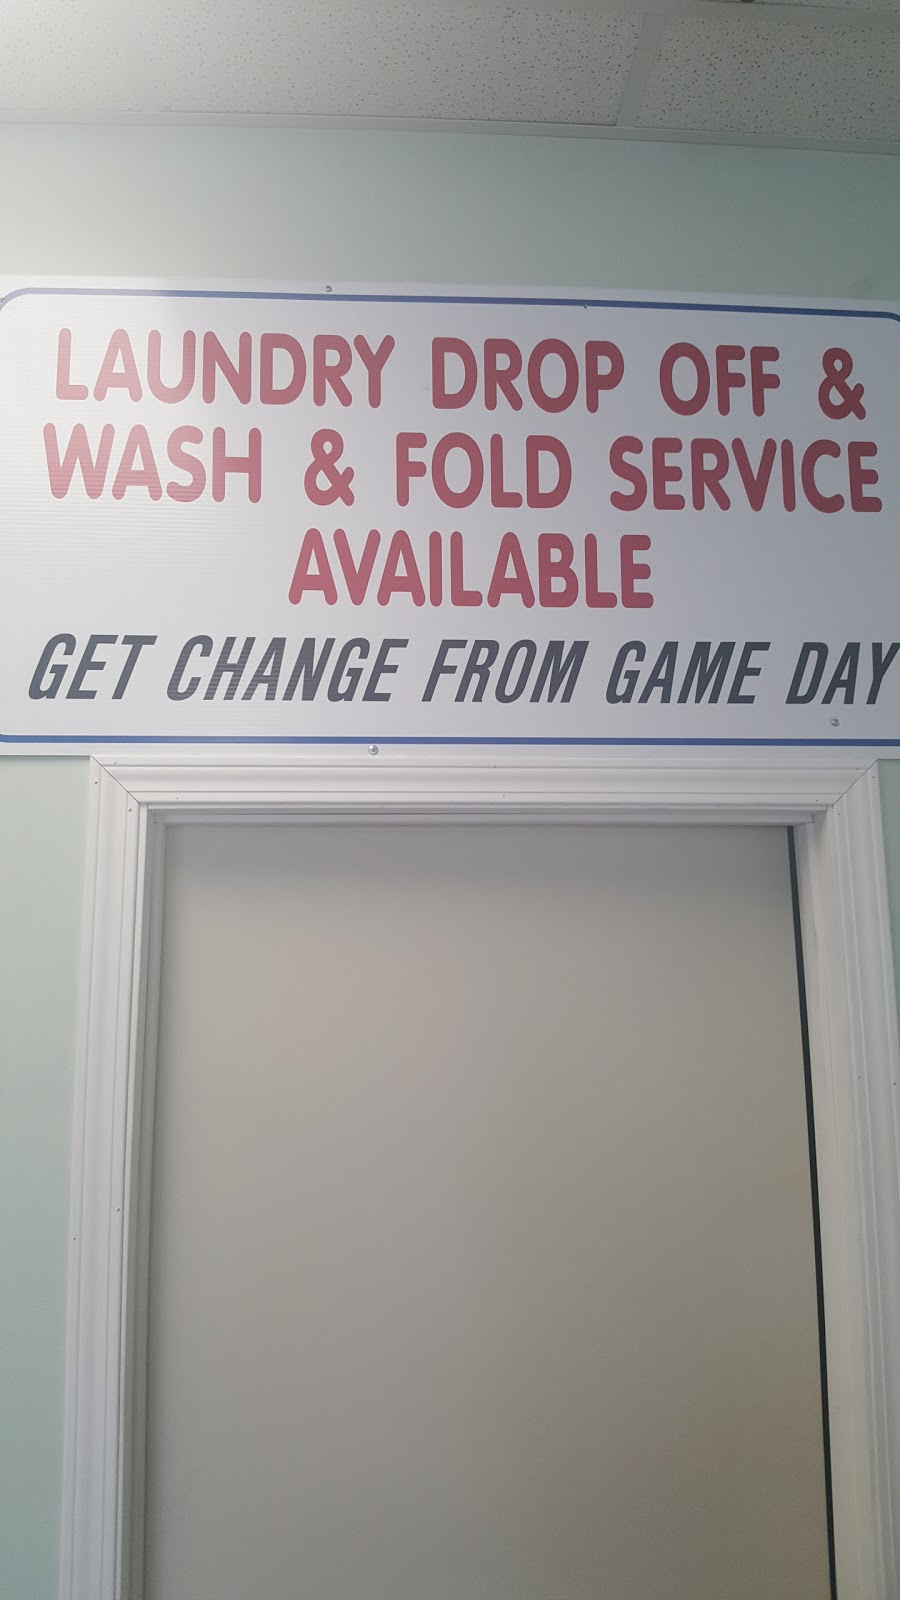 LAUNDRY DROP OFF &
WASH & FOLD SERVICE
AVAILABLE
GET CHANGE FROM GAME DAY